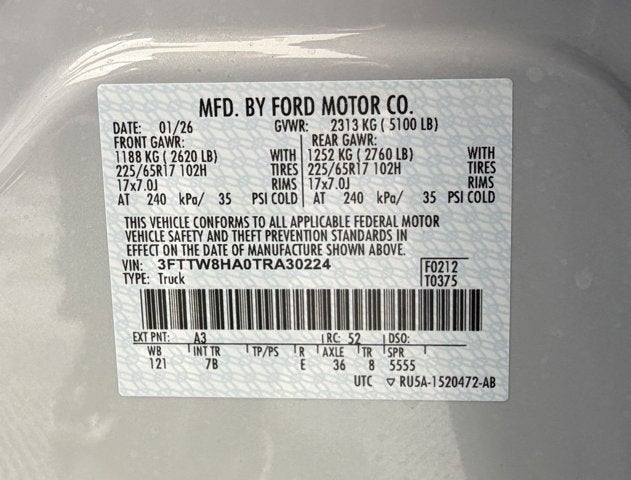 MFD. BY FORD MOTOR CO.
DATE: 01/26 GVWR: 2313 KG ( 5100 LB)
FRONT GAWR: REAR GAWR:
1188 KG ( 2620 LB) WITH 1252 KG ( 2760 LB) WITH
225/65R17 102H TIRES 225/65R17 102H TIRES
17x7.0J RIMS 17x7.0J RIMS
AT 240 kPa/ 35 PSI COLD AT 240 kPa/ 35 PSI COLD
THIS VEHICLE CONFORMS TO ALL APPLICABLE FEDERAL MOTOR
VEHICLE SAFETY AND THEFT PREVENTION STANDARDS IN
EFFECT ON THE DATE OF MANUFACTURE SHOWN ABOVE.
VIN: 3FTTW8HA0TRA30224 F0212
TYPE: Truck T0375
EXT PNT: A3 RC: 52 DSO:
WB INT TR TP/PS R AXLE TR SPR
121 7B E 36 8 5555
UTC ▽ RU5A-1520472-AB